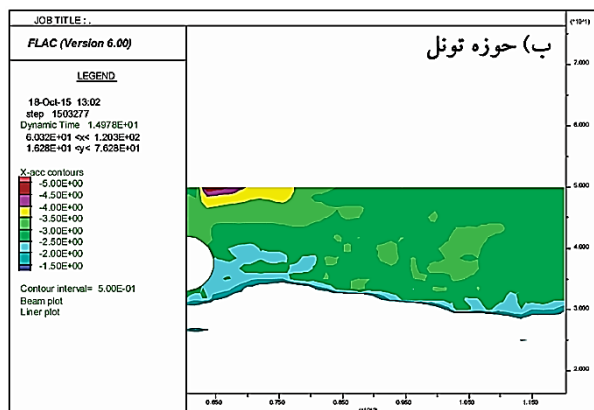 JOB TITLE : .
FLAC (Version 6.00)
LEGEND
18-Oct-15 13:02
step 1503277
Dynamic Time 1.4978E+01
6.032E+01 <x< 1.203E+02
1.628E+01 <y< 7.628E+01
X-acc contours
-5.00E+00
-4.50E+00
-4.00E+00
-3.50E+00
-3.00E+00
-2.50E+00
-2.00E+00
-1.50E+00
Contour interval= 5.00E-01
Beam plot
Liner plot
ب) حوزه تونل
(*10^1)
7.000
6.000
5.000
4.000
3.000
2.000
0.650
0.750
0.850
0.950
1.050
1.150